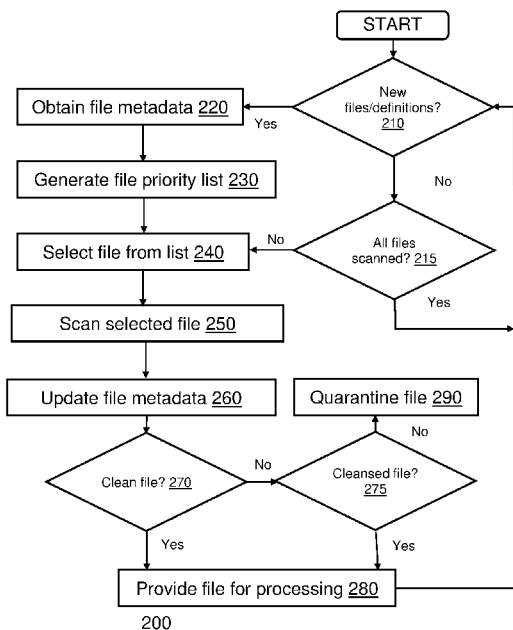 START
New
files/definitions?
210
Obtain file metadata 220
Yes
Generate file priority list 230
No
Select file from list 240
No
All files
scanned? 215
Yes
Scan selected file 250
Update file metadata 260
Quarantine file 290
No
Clean file? 270
No
Cleansed file?
275
Yes
Yes
Provide file for processing 280
200